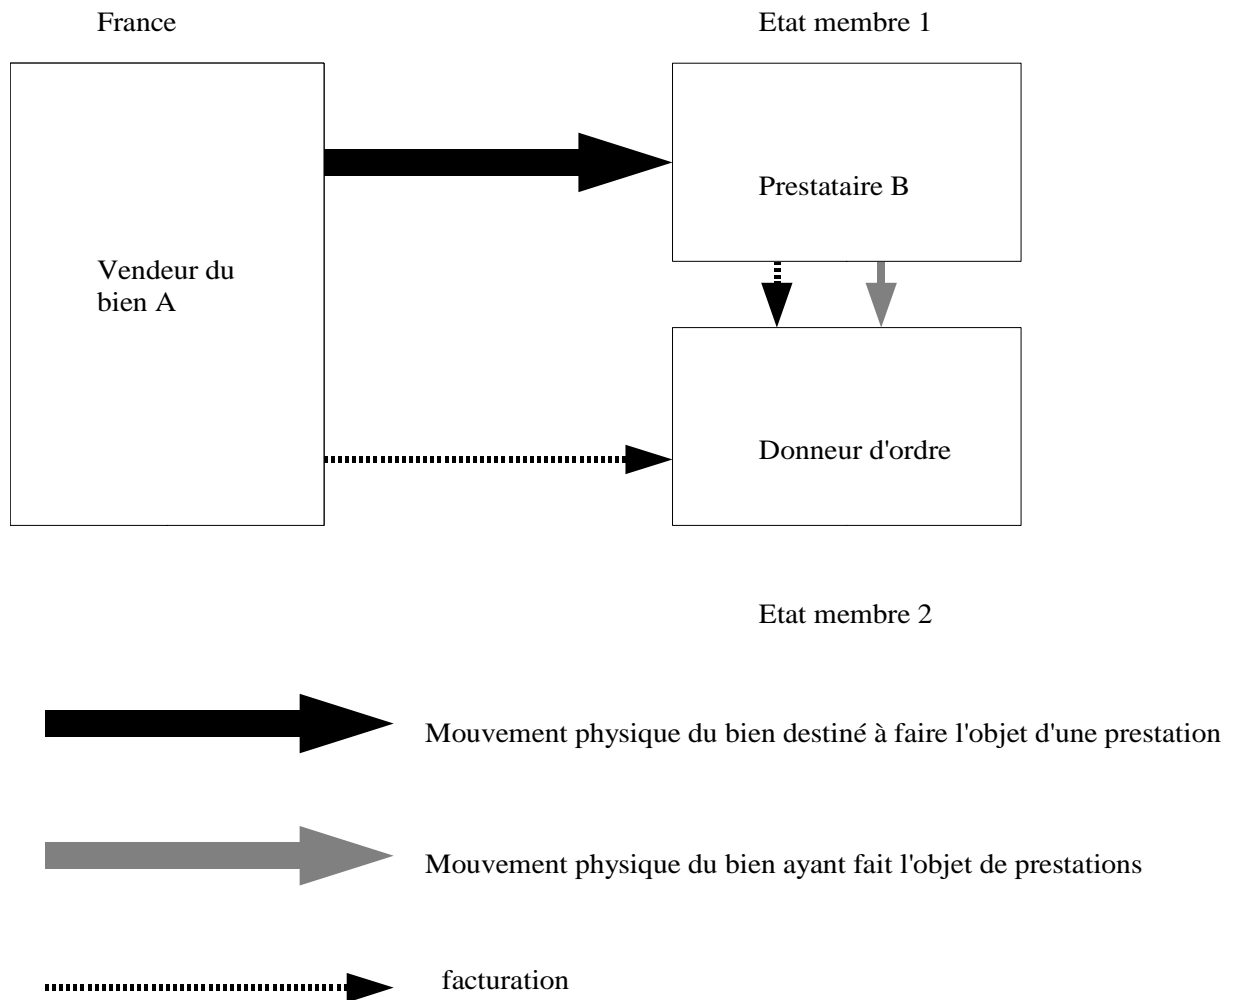 France
Etat membre 1
Prestataire B
Vendeur du
bien A
Donneur d'ordre
Etat membre 2
Mouvement physique du bien destiné à faire l'objet d'une prestation
Mouvement physique du bien ayant fait l'objet de prestations
facturation